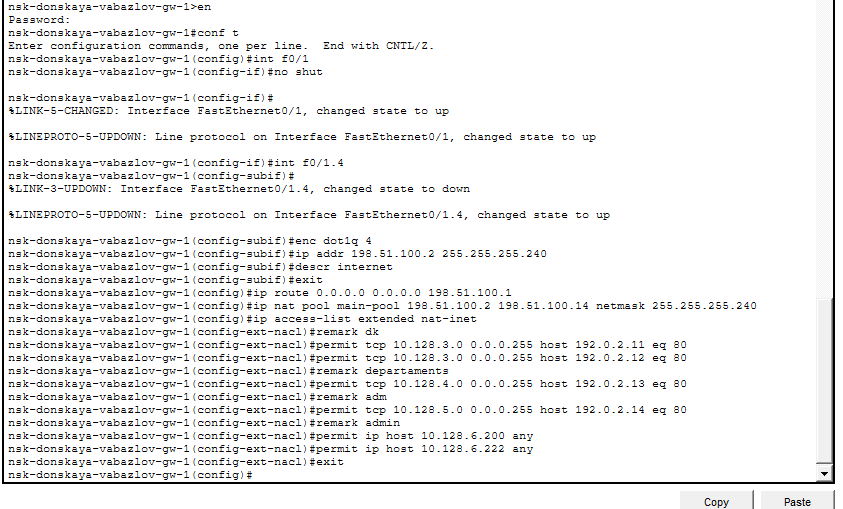 nsk-donskaya-vabazlov-gw-1>en
Password:
nsk-donskaya-vabazlov-gw-1#conf t
Enter configuration commands, one per line.  End with CNTL/Z.
nsk-donskaya-vabazlov-gw-1(config)#int f0/1
nsk-donskaya-vabazlov-gw-1(config-if)#no shut
nsk-donskaya-vabazlov-gw-1(config-if)#
%LINK-5-CHANGED: Interface FastEthernet0/1, changed state to up
%LINEPROTO-5-UPDOWN: Line protocol on Interface FastEthernet0/1, changed state to up
nsk-donskaya-vabazlov-gw-1(config-if)#int f0/1.4
nsk-donskaya-vabazlov-gw-1(config-subif)#
%LINK-3-UPDOWN: Interface FastEthernet0/1.4, changed state to down
%LINEPROTO-5-UPDOWN: Line protocol on Interface FastEthernet0/1.4, changed state to up
nsk-donskaya-vabazlov-gw-1(config-subif)#enc dot1q 4
nsk-donskaya-vabazlov-gw-1(config-subif)#ip addr 198.51.100.2 255.255.255.240
nsk-donskaya-vabazlov-gw-1(config-subif)#descr internet
nsk-donskaya-vabazlov-gw-1(config-subif)#exit
nsk-donskaya-vabazlov-gw-1(config)#ip route 0.0.0.0 0.0.0.0 198.51.100.1
nsk-donskaya-vabazlov-gw-1(config)#ip nat pool main-pool 198.51.100.2 198.51.100.14 netmask 255.255.255.240
nsk-donskaya-vabazlov-gw-1(config)#ip access-list extended nat-inet
nsk-donskaya-vabazlov-gw-1(config-ext-nacl)#remark dk
nsk-donskaya-vabazlov-gw-1(config-ext-nacl)#permit tcp 10.128.3.0 0.0.0.255 host 192.0.2.11 eq 80
nsk-donskaya-vabazlov-gw-1(config-ext-nacl)#permit tcp 10.128.3.0 0.0.0.255 host 192.0.2.12 eq 80
nsk-donskaya-vabazlov-gw-1(config-ext-nacl)#remark departaments
nsk-donskaya-vabazlov-gw-1(config-ext-nacl)#permit tcp 10.128.4.0 0.0.0.255 host 192.0.2.13 eq 80
nsk-donskaya-vabazlov-gw-1(config-ext-nacl)#remark adm
nsk-donskaya-vabazlov-gw-1(config-ext-nacl)#permit tcp 10.128.5.0 0.0.0.255 host 192.0.2.14 eq 80
nsk-donskaya-vabazlov-gw-1(config-ext-nacl)#remark admin
nsk-donskaya-vabazlov-gw-1(config-ext-nacl)#permit ip host 10.128.6.200 any
nsk-donskaya-vabazlov-gw-1(config-ext-nacl)#permit ip host 10.128.6.222 any
nsk-donskaya-vabazlov-gw-1(config-ext-nacl)#exit
nsk-donskaya-vabazlov-gw-1(config)#
Copy Paste